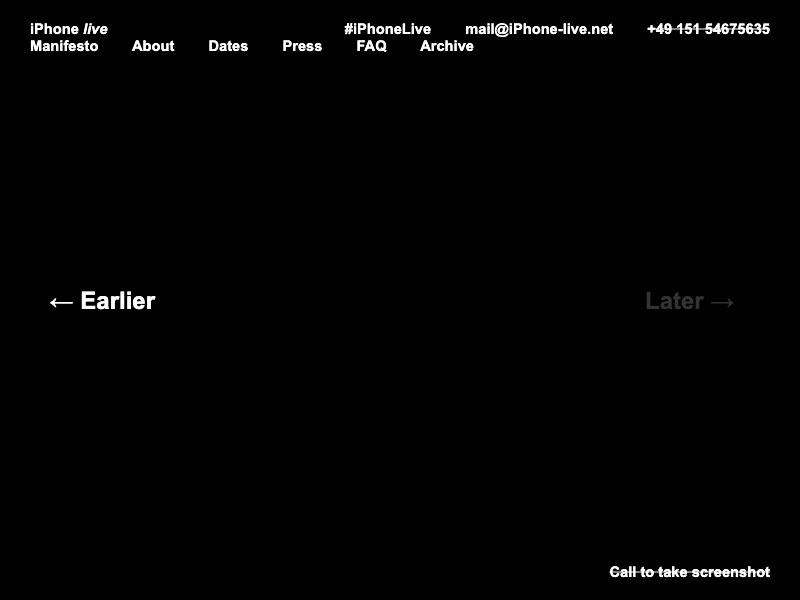 iPhone live #iPhoneLive mail@iPhone-live.net +49 151 54675635
Manifesto About Dates Press FAQ Archive
← Earlier Later →
Call to take screenshot